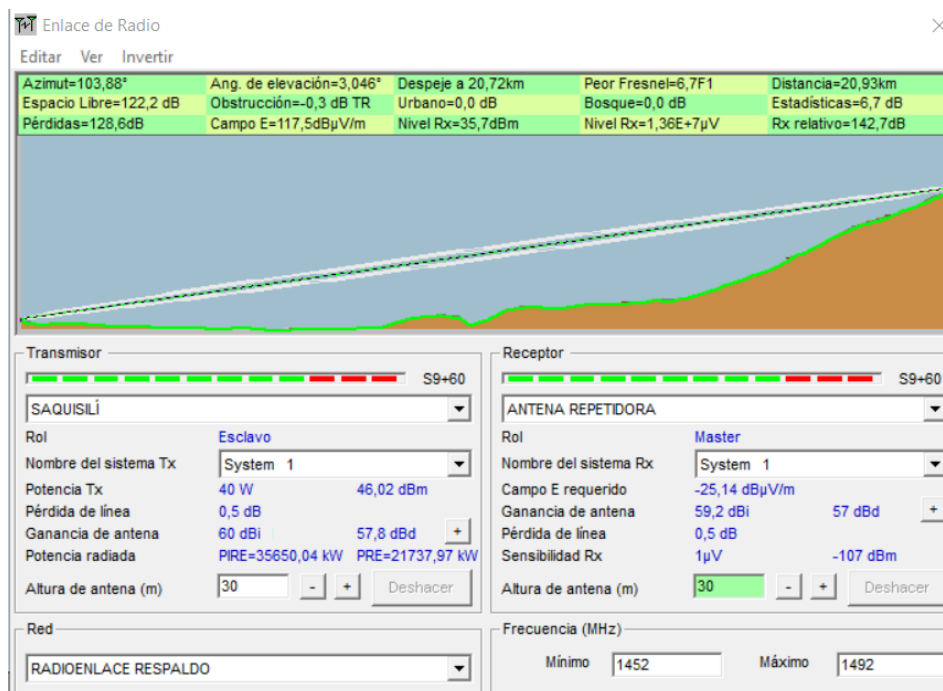 Enlace de Radio
Editar Ver Invertir
Azimut=103,88° Ang. de elevación=3,046° Despeje a 20,72km Peor Fresnel=6,7F1 Distancia=20,93km
Espacio Libre=122,2 dB Obstrucción=-0,3 dB TR Urbano=0,0 dB Bosque=0,0 dB Estadísticas=6,7 dB
Pérdidas=128,6dB Campo E=117,5dBµV/m Nivel Rx=35,7dBm Nivel Rx=1,36E+7µV Rx relativo=142,7dB
Transmisor
S9+60
SAQUISILÍ
Rol Esclavo
Nombre del sistema Tx System 1
Potencia Tx 40 W 46,02 dBm
Pérdida de línea 0,5 dB
Ganancia de antena 60 dBi 57,8 dBd +
Potencia radiada PIRE=35650,04 kW PRE=21737,97 kW
Altura de antena (m) 30 - + Deshacer
Red
RADIOENLACE RESPALDO
Receptor
S9+60
ANTENA REPETIDORA
Rol Master
Nombre del sistema Rx System 1
Campo E requerido -25,14 dBµV/m
Ganancia de antena 59,2 dBi 57 dBd +
Pérdida de línea 0,5 dB
Sensibilidad Rx 1µV -107 dBm
Altura de antena (m) 30 - + Deshacer
Frecuencia (MHz)
Mínimo 1452 Máximo 1492